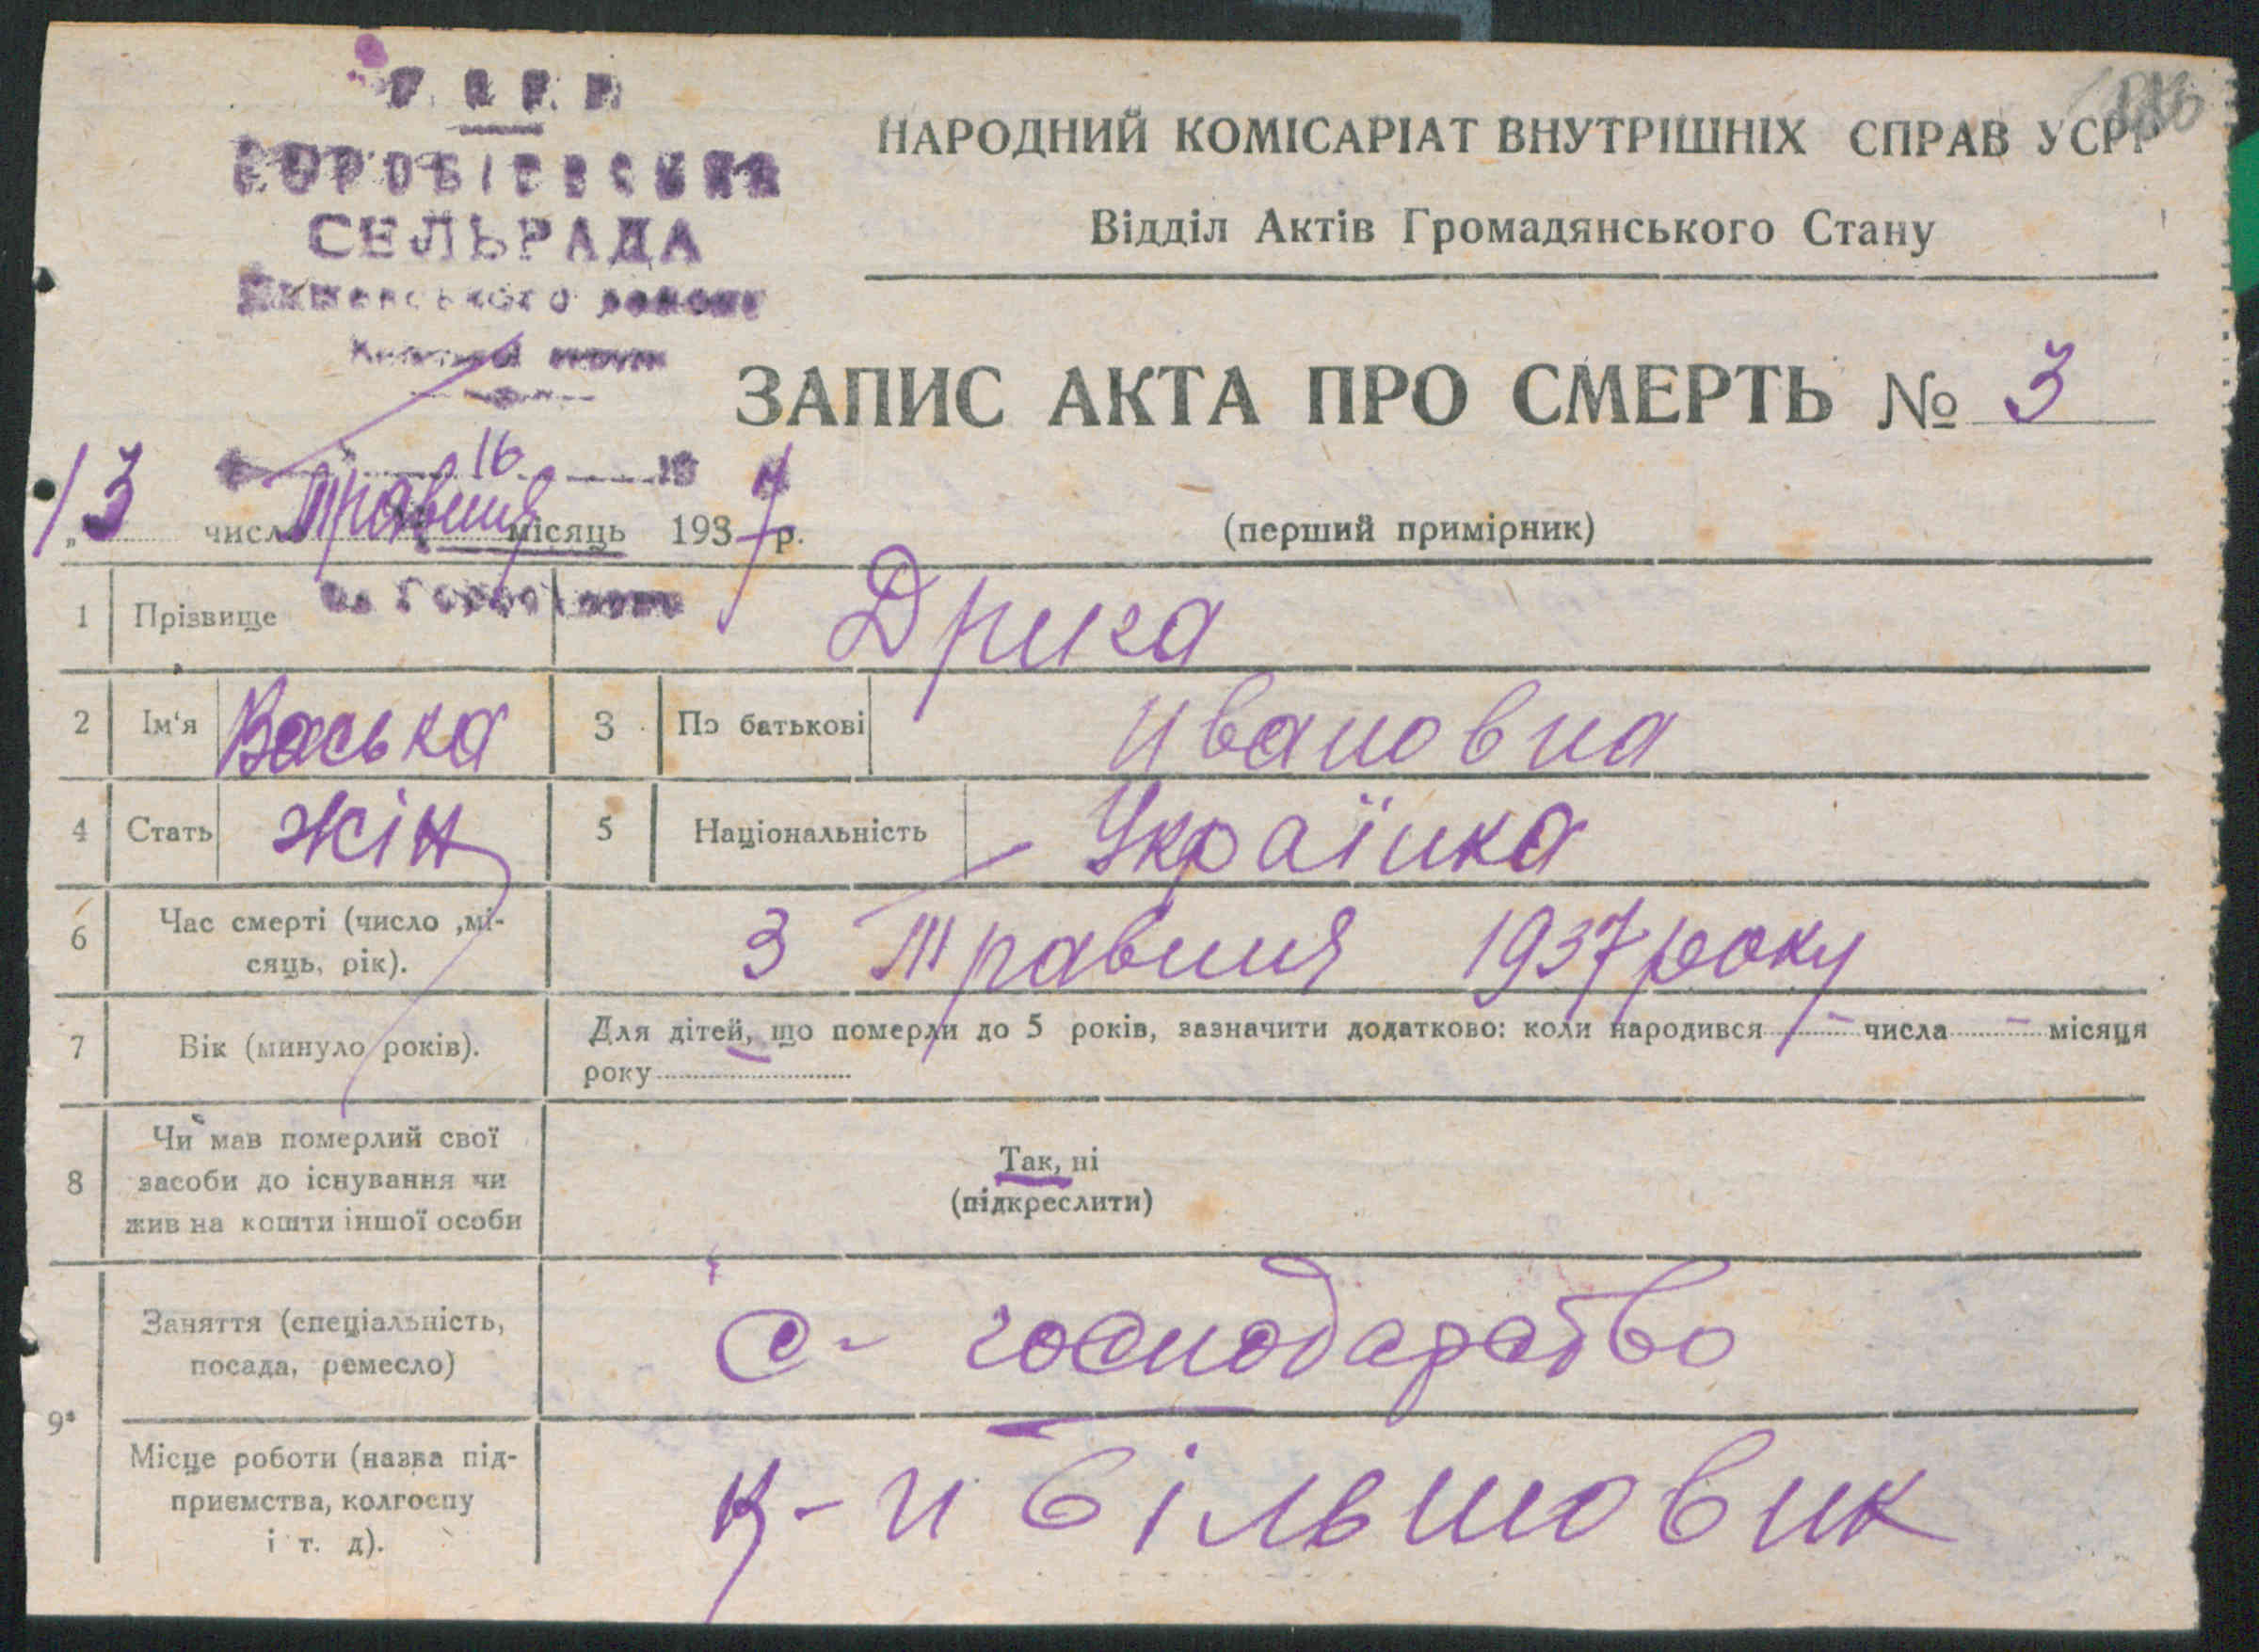 СЕЛЬРАДА
НАРОДНИЙ КОМІСАРІАТ ВНУТРІШНІХ СПРАВ УСРР
Відділ Актів Громадянського Стану
ЗАПИС АКТА ПРО СМЕРТЬ № 3
16 19
„13 числа травня місяць 1937 р.
(перший примірник)
1 Прізвище Дрига
2 Ім'я Васька 3 По батькові Ивановна
4 Стать жін 5 Національність Українка
6 Час смерті (число ,мі-
сяць, рік).
3 травня 1937 року
7 Вік (минуло років).
Для дітей, що померли до 5 років, зазначити додатково: коли народився - числа - місяця
року
8 Чи мав померлий свої
засоби до існування чи
жив на кошти іншої особи
Так, ні
(підкреслити)
9 Заняття (спеціальність,
посада, ремесло)
с- господарство
Місце роботи (назва під-
приємства, колгоспу
і т. д).
більшовик